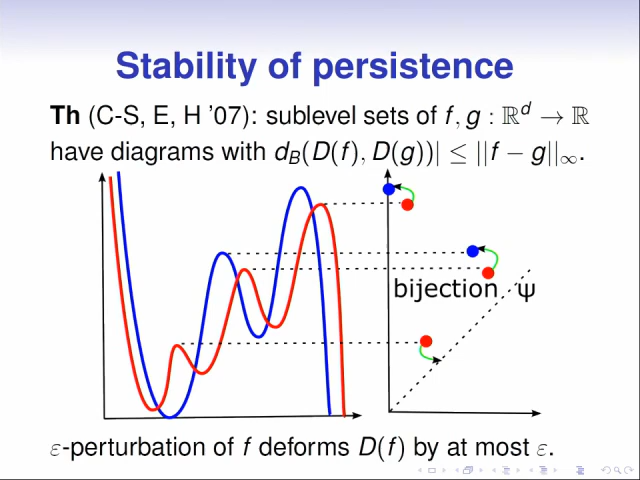 Stability of persistence
Th (C-S, E, H '07): sublevel sets of f, g : ℝᵈ → ℝ
have diagrams with d_B(D(f), D(g))| ≤ ||f − g||∞.
bijection ψ
ε-perturbation of f deforms D(f) by at most ε.